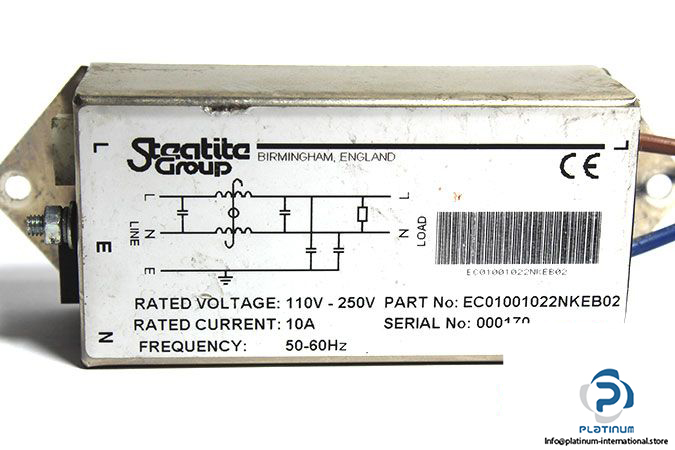 Steatite Group BIRMINGHAM, ENGLAND
L L
L L
LINE N N LOAD
E
E
N
EC01001022NKEB02
RATED VOLTAGE: 110V - 250V PART No: EC01001022NKEB02
RATED CURRENT: 10A SERIAL No: 000170
FREQUENCY: 50-60Hz
PLATINUM
Info@platinum-international.store